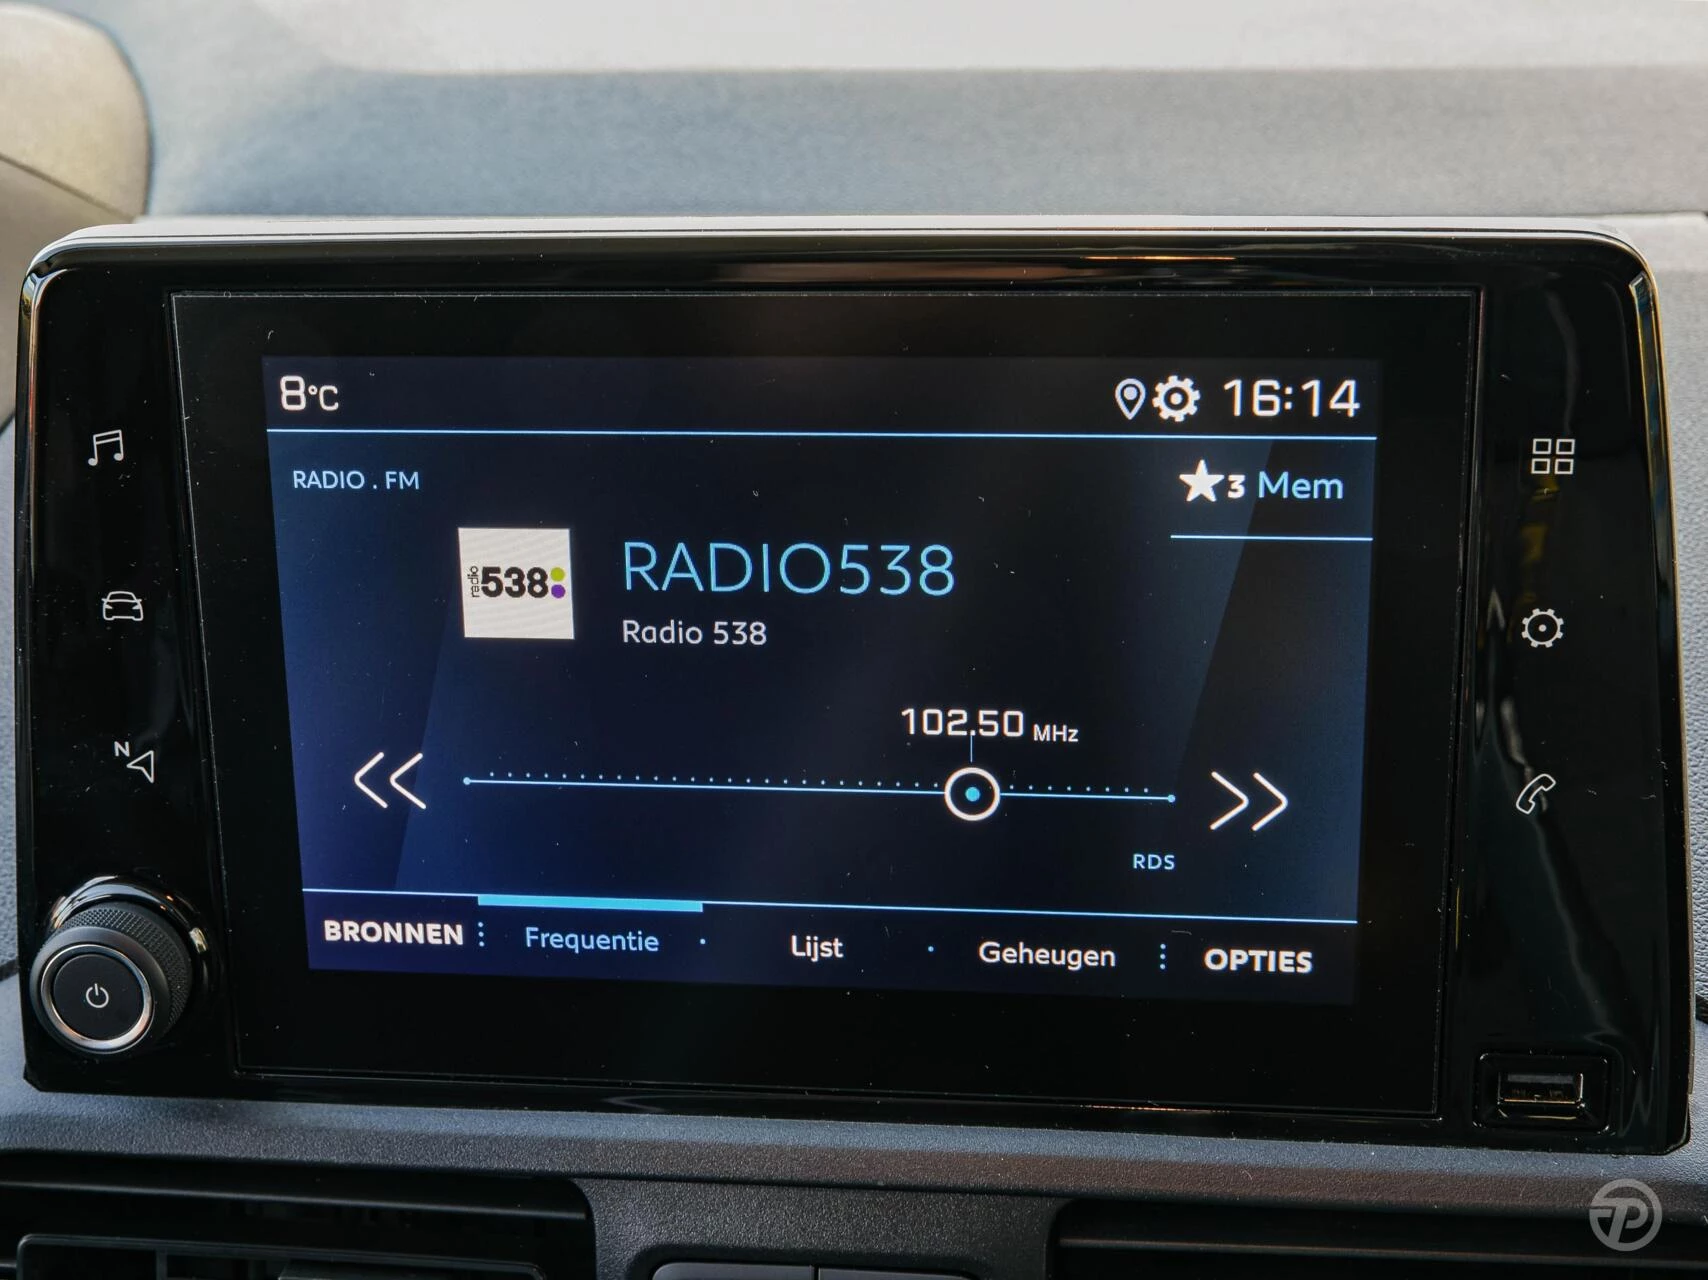 8°C
16:14
RADIO . FM
3 Mem
radio 538
RADIO538
Radio 538
102.50 MHz
N
RDS
BRONNEN
Frequentie
Lijst
Geheugen
OPTIES